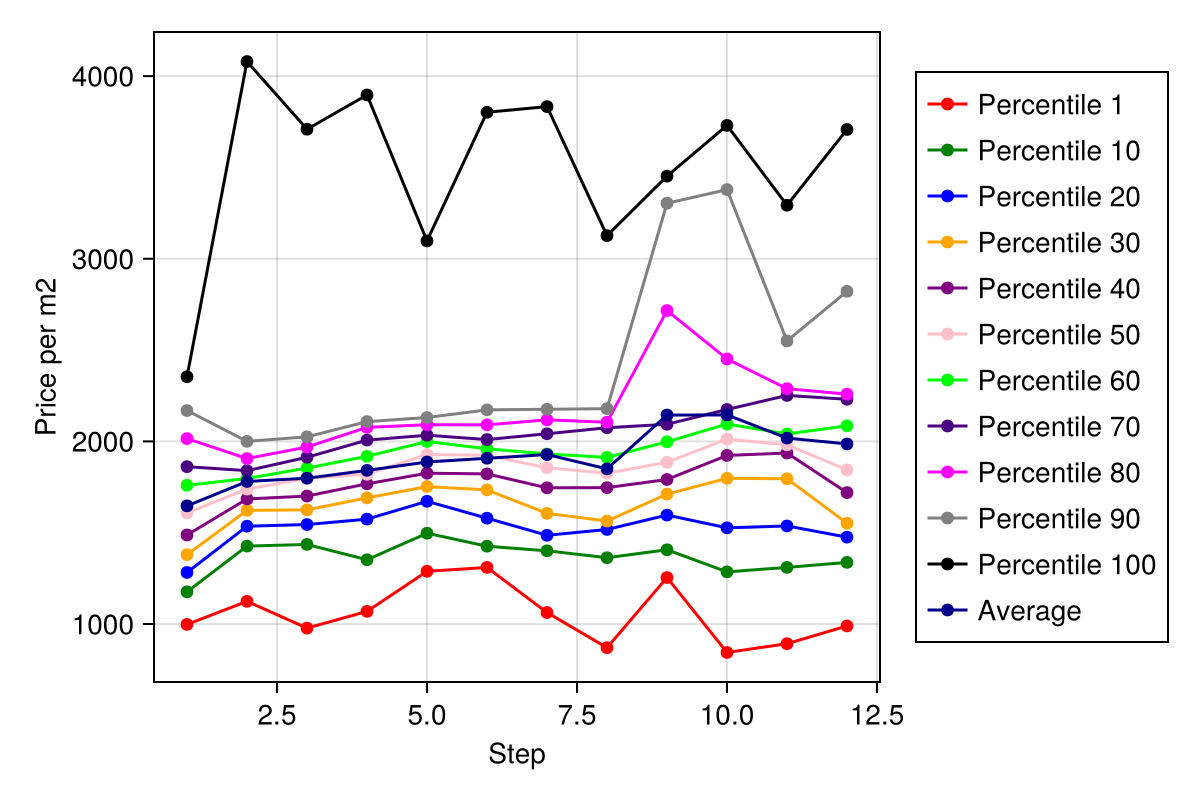 4000
3000
2000
1000
Price per m2
2.5
5.0
7.5
10.0
12.5
Step
Percentile 1
Percentile 10
Percentile 20
Percentile 30
Percentile 40
Percentile 50
Percentile 60
Percentile 70
Percentile 80
Percentile 90
Percentile 100
Average